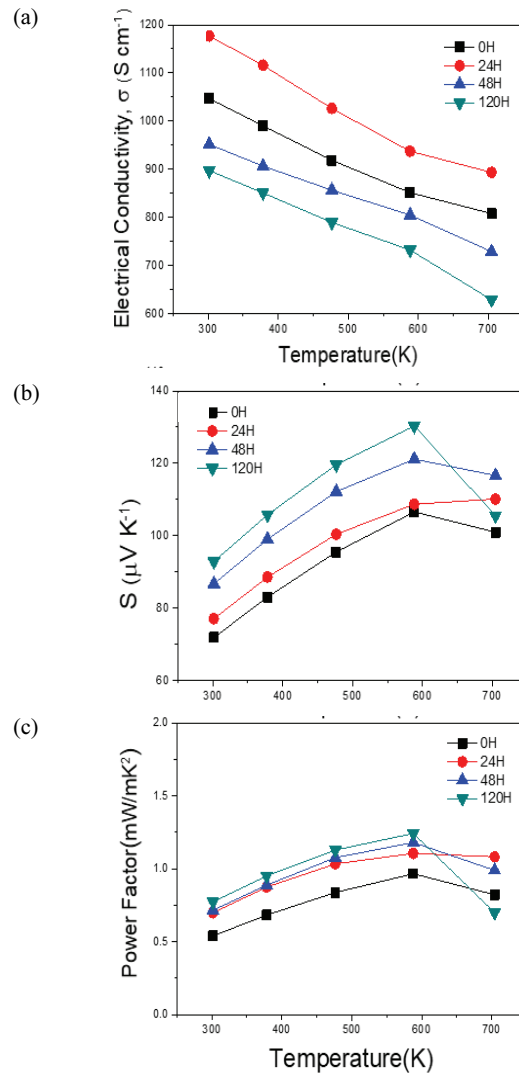 (a)
1200
1100
1000
900
800
700
600
Electrical Conductivity, σ (S cm⁻¹)
0H
24H
48H
120H
300 400 500 600 700
Temperature(K)
(b)
140
120
100
80
60
S (μV K⁻¹)
0H
24H
48H
120H
300 400 500 600 700
(c)
2.0
1.5
1.0
0.5
0.0
Power Factor(mW/mK²)
0H
24H
48H
120H
300 400 500 600 700
Temperature(K)